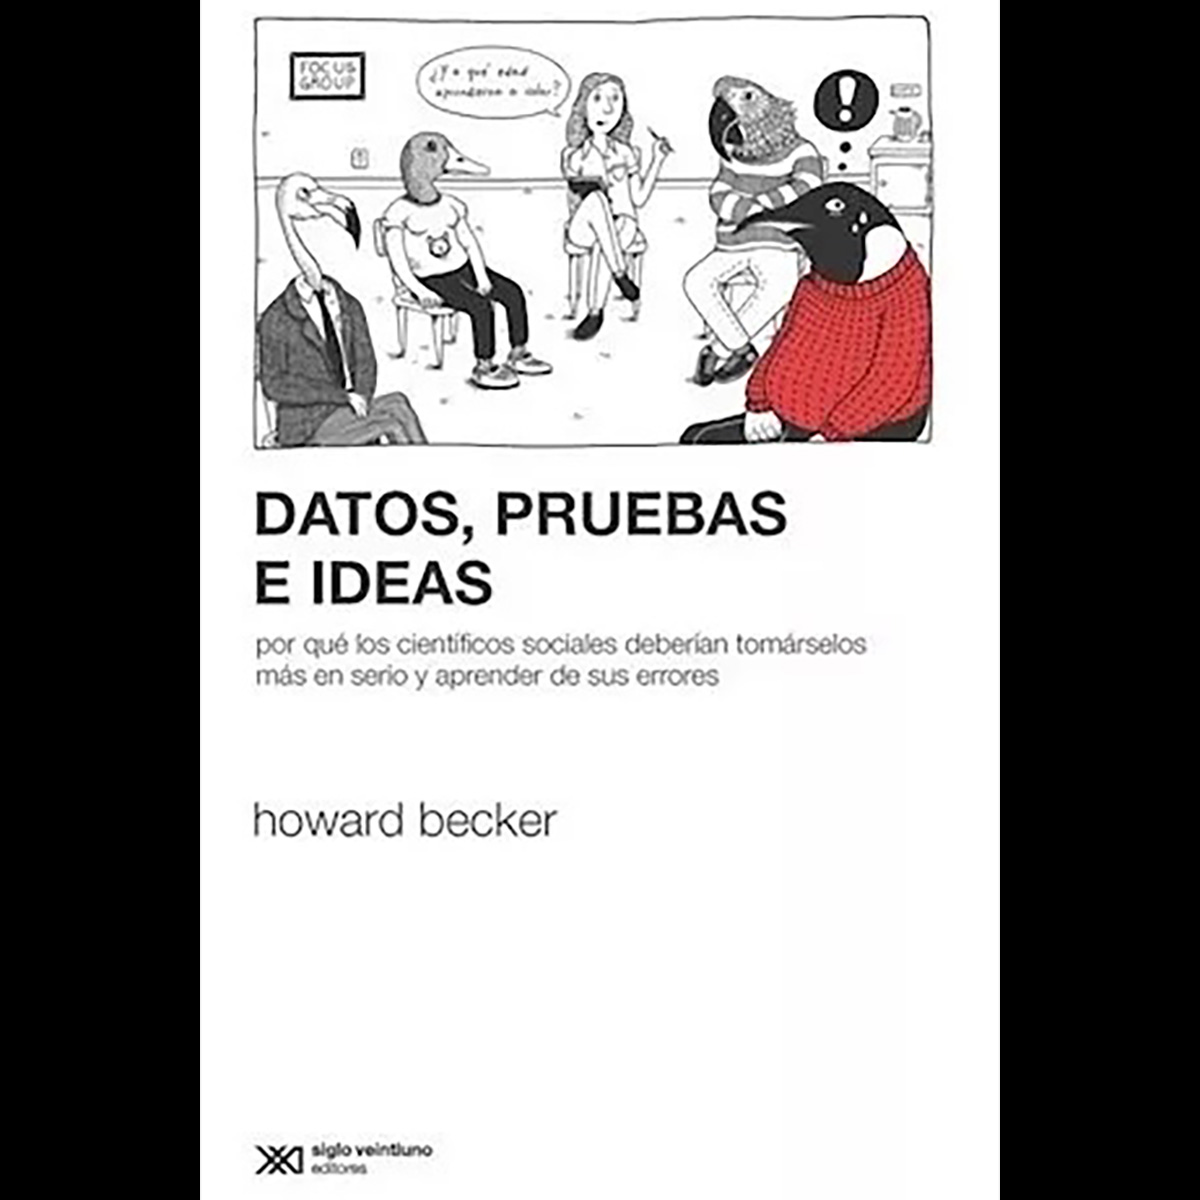 FOCUS
GROUP
¿Y a qué edad
aprendieron a volar?
!
DATOS, PRUEBAS
E IDEAS
por qué los científicos sociales deberían tomárselos
más en serio y aprender de sus errores
howard becker
siglo veintiuno
editores